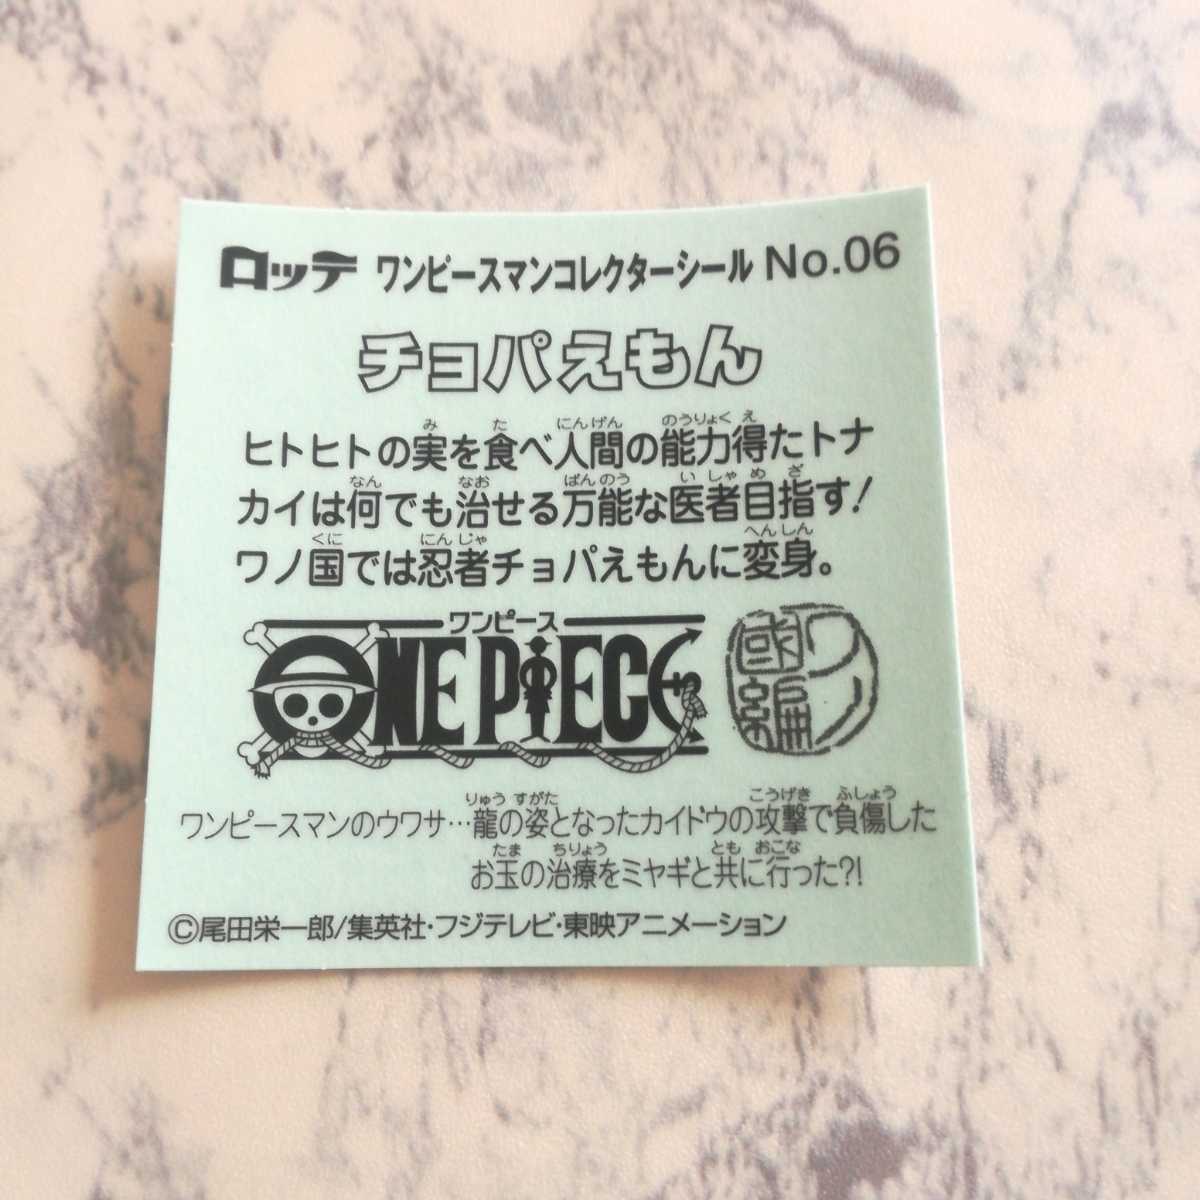 ロッテ ワンピースマンコレクターシール No.06
チョパえもん
ヒトヒトの実を食べ人間の能力得たトナ
カイは何でも治せる万能な医者目指す!
ワノ国では忍者チョパえもんに変身。
ワンピース
ONE PIECE
ワノ國編
ワンピースマンのウワサ…龍の姿となったカイドウの攻撃で負傷した
お玉の治療をミヤギと共に行った?!
©尾田栄一郎/集英社・フジテレビ・東映アニメーション